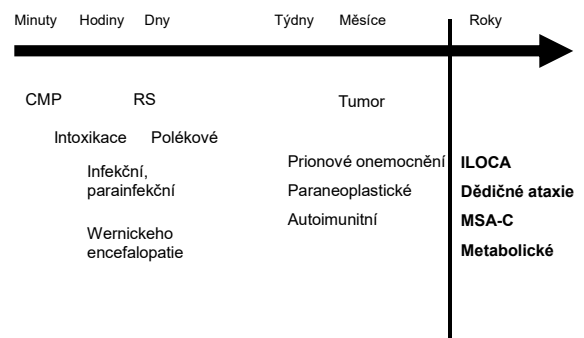 Minuty Hodiny Dny Týdny Měsíce Roky
CMP RS Tumor
Intoxikace Polékové
Infekční,
parainfekční
Wernickeho
encefalopatie
Prionové onemocnění
Paraneoplastické
Autoimunitní
ILOCA
Dědičné ataxie
MSA-C
Metabolické